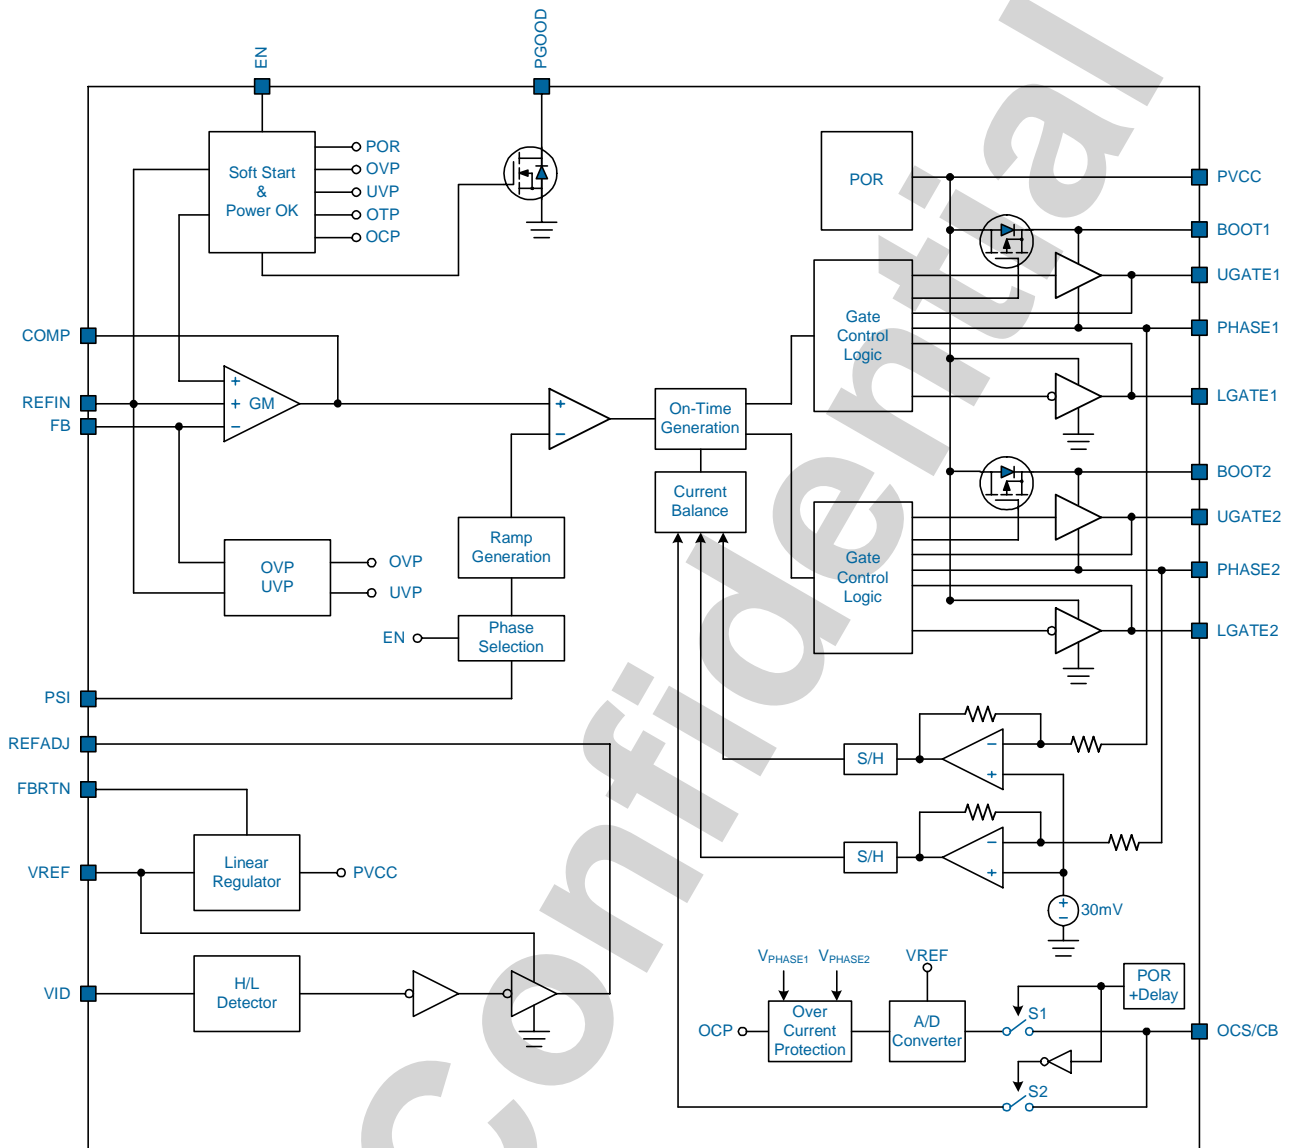 EN
PGOOD
Soft Start
&
Power OK
POR
OVP
UVP
OTP
OCP
POR
PVCC
BOOT1
UGATE1
PHASE1
LGATE1
BOOT2
UGATE2
PHASE2
LGATE2
Gate
Control
Logic
Gate
Control
Logic
COMP
REFIN
FB
+
+
−
GM
+
−
On-Time
Generation
Current
Balance
Ramp
Generation
OVP
UVP
OVP
UVP
EN
Phase
Selection
PSI
REFADJ
FBRTN
VREF
Linear
Regulator
PVCC
VID
H/L
Detector
S/H
−
+
S/H
−
+
+
−
30mV
VPHASE1
VPHASE2
VREF
POR
+Delay
OCP
Over
Current
Protection
A/D
Converter
S1
OCS/CB
S2
Confidential